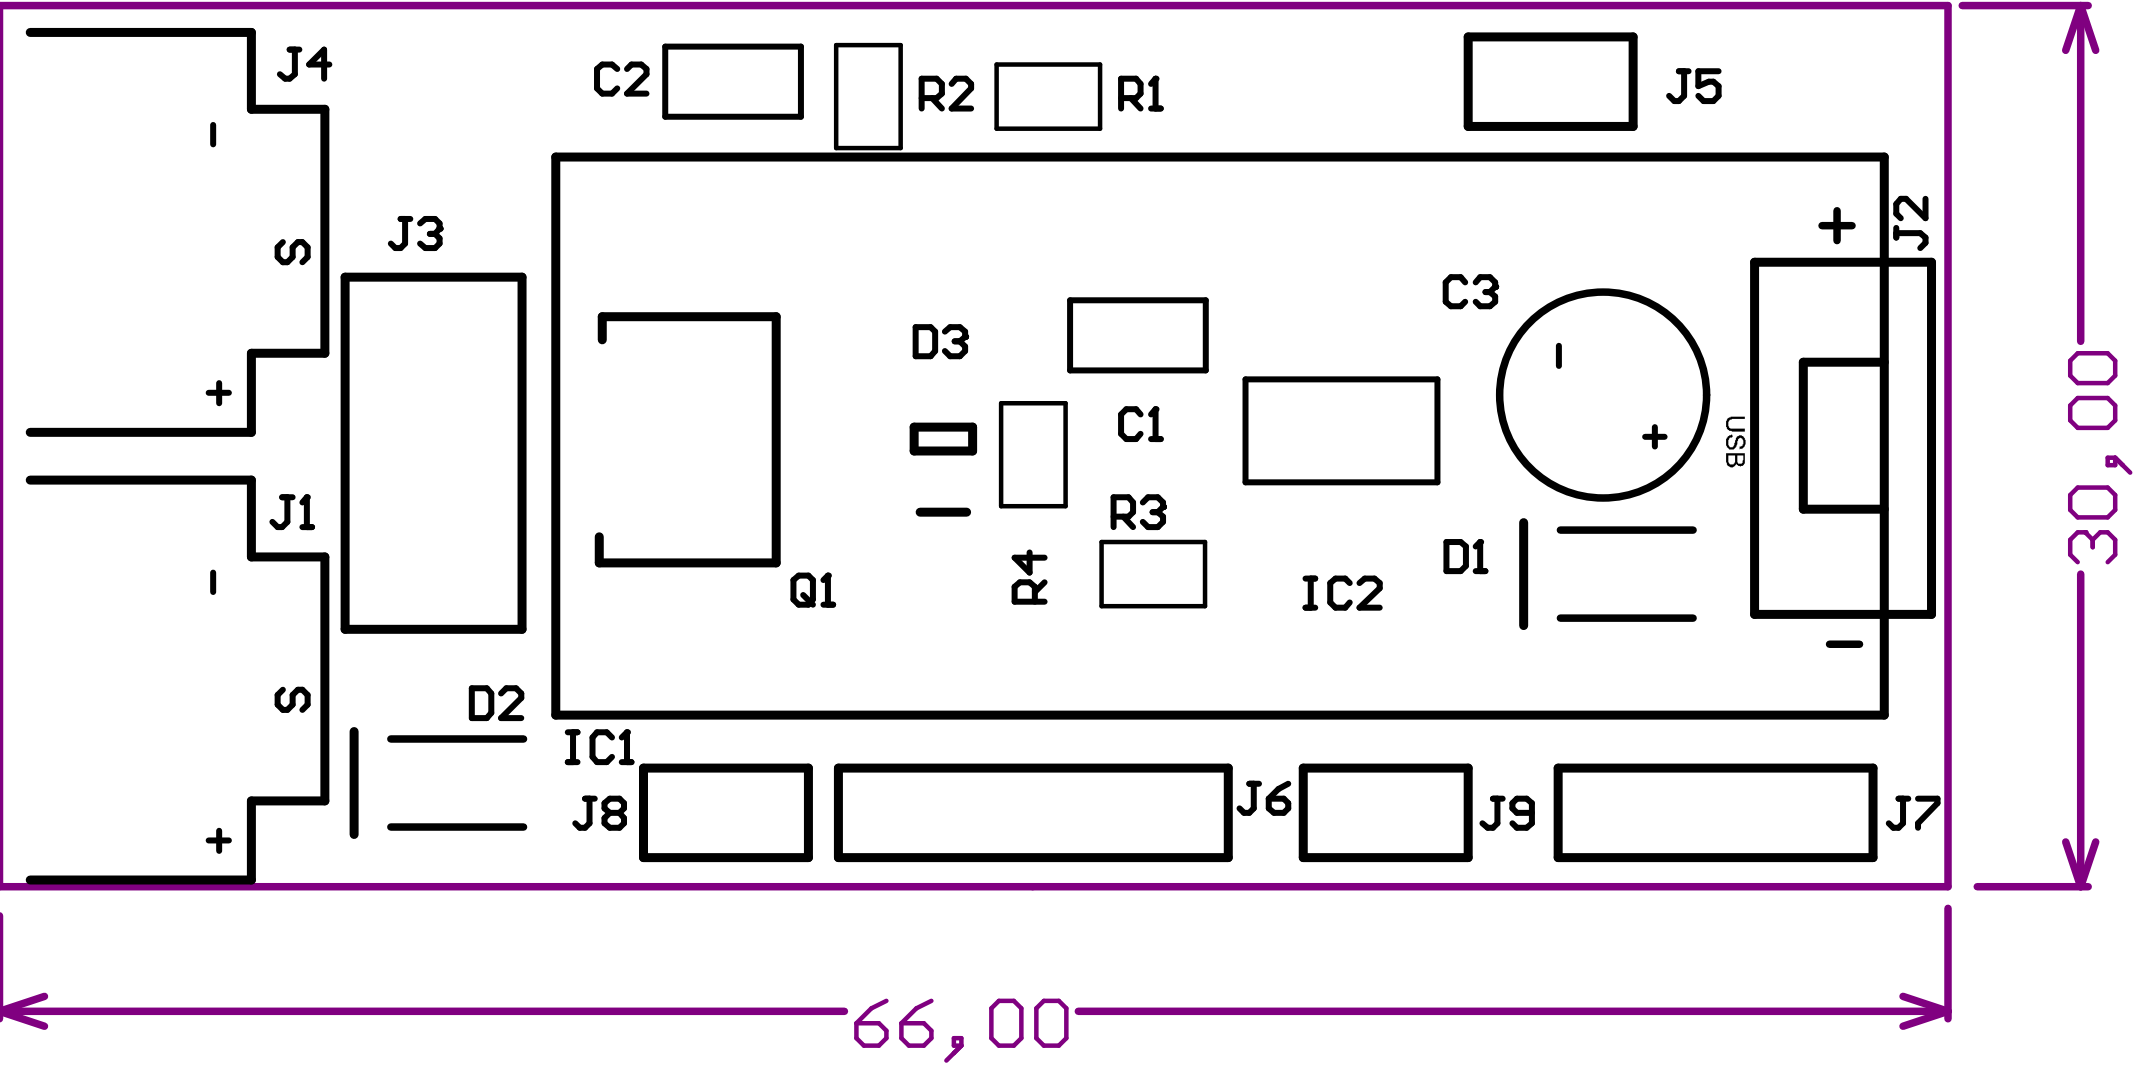 J4
C2
R2
R1
J5
-
S
+
J3
+
J2
C3
D3
-
+
USB
C1
J1
-
R3
R4
Q1
IC2
D1
-
S
+
D2
IC1
J8
J6
J9
J7
30,00
66,00